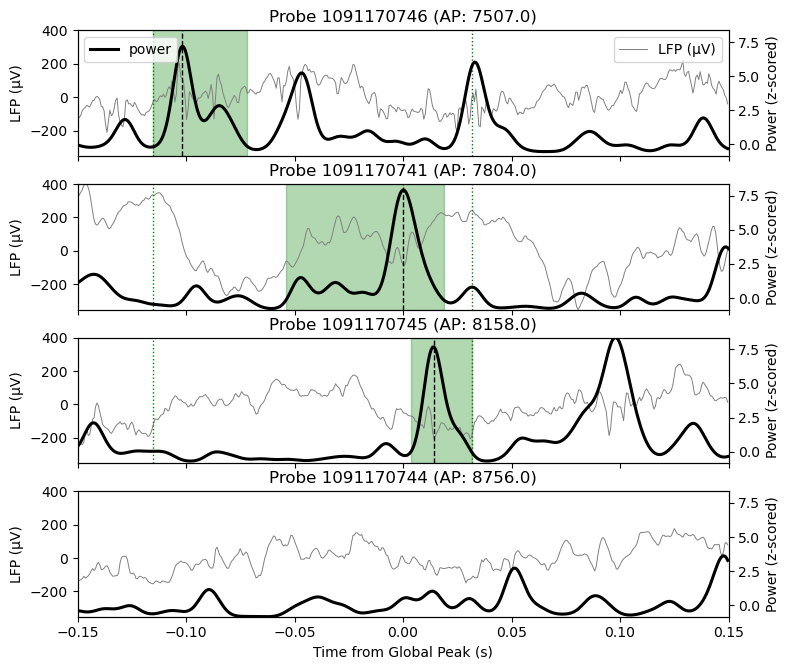 Probe 1091170746 (AP: 7507.0)
400
200
0
−200
LFP (μV)
power
LFP (μV)
7.5
5.0
2.5
0.0
Power (z-scored)
Probe 1091170741 (AP: 7804.0)
400
200
0
−200
LFP (μV)
7.5
5.0
2.5
0.0
Power (z-scored)
Probe 1091170745 (AP: 8158.0)
400
200
0
−200
LFP (μV)
7.5
5.0
2.5
0.0
Power (z-scored)
Probe 1091170744 (AP: 8756.0)
400
200
0
−200
LFP (μV)
7.5
5.0
2.5
0.0
Power (z-scored)
−0.15 −0.10 −0.05 0.00 0.05 0.10 0.15
Time from Global Peak (s)